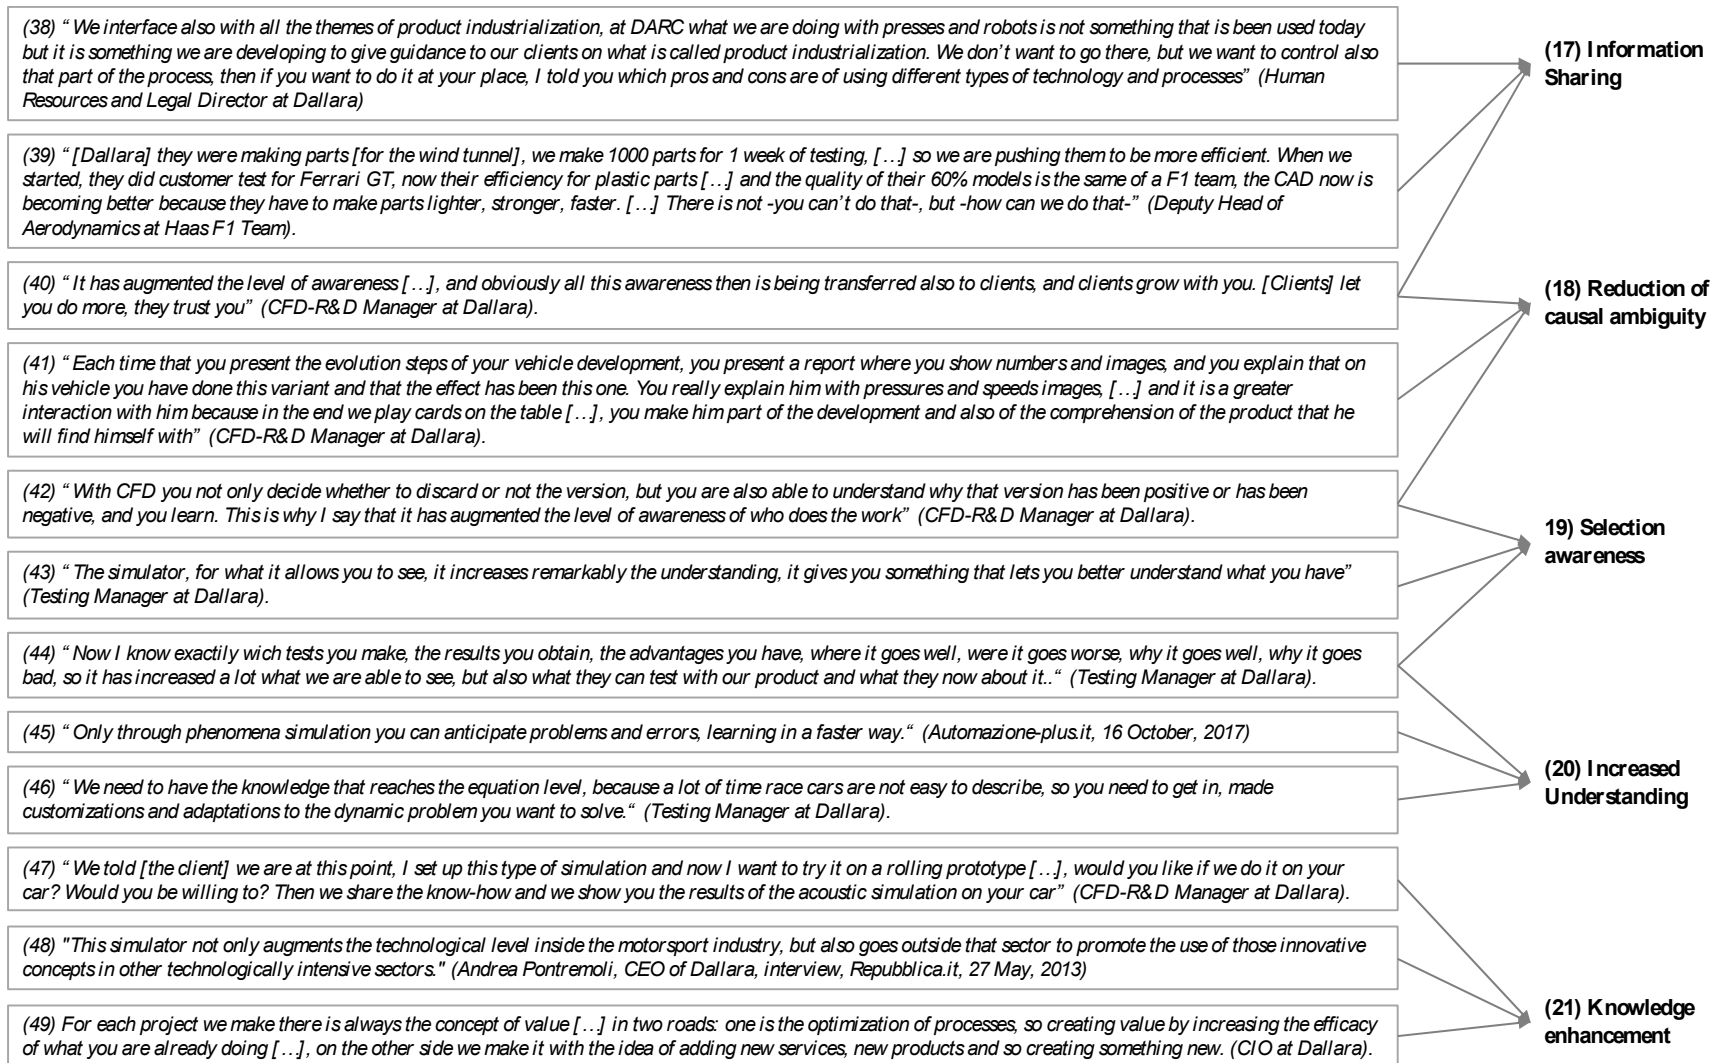 (38) “We interface also with all the themes of product industrialization, at DARC what we are doing with presses and robots is not something that is been used today
but it is something we are developing to give guidance to our clients on what is called product industrialization. We don’t want to go there, but we want to control also
that part of the process, then if you want to do it at your place, I told you which pros and cons are of using different types of technology and processes” (Human
Resources and Legal Director at Dallara)
(17) Information
Sharing
(39) “[Dallara] they were making parts [for the wind tunnel], we make 1000 parts for 1 week of testing, […] so we are pushing them to be more efficient. When we
started, they did customer test for Ferrari GT, now their efficiency for plastic parts […] and the quality of their 60% models is the same of a F1 team, the CAD now is
becoming better because they have to make parts lighter, stronger, faster. […] There is not -you can’t do that-, but -how can we do that-” (Deputy Head of
Aerodynamics at Haas F1 Team).
(40) “It has augmented the level of awareness […], and obviously all this awareness then is being transferred also to clients, and clients grow with you. [Clients] let
you do more, they trust you” (CFD-R&D Manager at Dallara).
(18) Reduction of
causal ambiguity
(41) “Each time that you present the evolution steps of your vehicle development, you present a report where you show numbers and images, and you explain that on
his vehicle you have done this variant and that the effect has been this one. You really explain him with pressures and speeds images, […] and it is a greater
interaction with him because in the end we play cards on the table […], you make him part of the development and also of the comprehension of the product that he
will find himself with” (CFD-R&D Manager at Dallara).
(42) “With CFD you not only decide whether to discard or not the version, but you are also able to understand why that version has been positive or has been
negative, and you learn. This is why I say that it has augmented the level of awareness of who does the work” (CFD-R&D Manager at Dallara).
19) Selection
awareness
(43) “The simulator, for what it allows you to see, it increases remarkably the understanding, it gives you something that lets you better understand what you have”
(Testing Manager at Dallara).
(44) “Now I know exactily wich tests you make, the results you obtain, the advantages you have, where it goes well, were it goes worse, why it goes well, why it goes
bad, so it has increased a lot what we are able to see, but also what they can test with our product and what they now about it..“ (Testing Manager at Dallara).
(45) “Only through phenomena simulation you can anticipate problems and errors, learning in a faster way.“ (Automazione-plus.it, 16 October, 2017)
(20) Increased
Understanding
(46) “We need to have the knowledge that reaches the equation level, because a lot of time race cars are not easy to describe, so you need to get in, made
customizations and adaptations to the dynamic problem you want to solve.“ (Testing Manager at Dallara).
(47) “We told [the client] we are at this point, I set up this type of simulation and now I want to try it on a rolling prototype […], would you like if we do it on your
car? Would you be willing to? Then we share the know-how and we show you the results of the acoustic simulation on your car” (CFD-R&D Manager at Dallara).
(48) "This simulator not only augments the technological level inside the motorsport industry, but also goes outside that sector to promote the use of those innovative
concepts in other technologically intensive sectors." (Andrea Pontremoli, CEO of Dallara, interview, Repubblica.it, 27 May, 2013)
(21) Knowledge
enhancement
(49) For each project we make there is always the concept of value […] in two roads: one is the optimization of processes, so creating value by increasing the efficacy
of what you are already doing […], on the other side we make it with the idea of adding new services, new products and so creating something new. (CIO at Dallara).